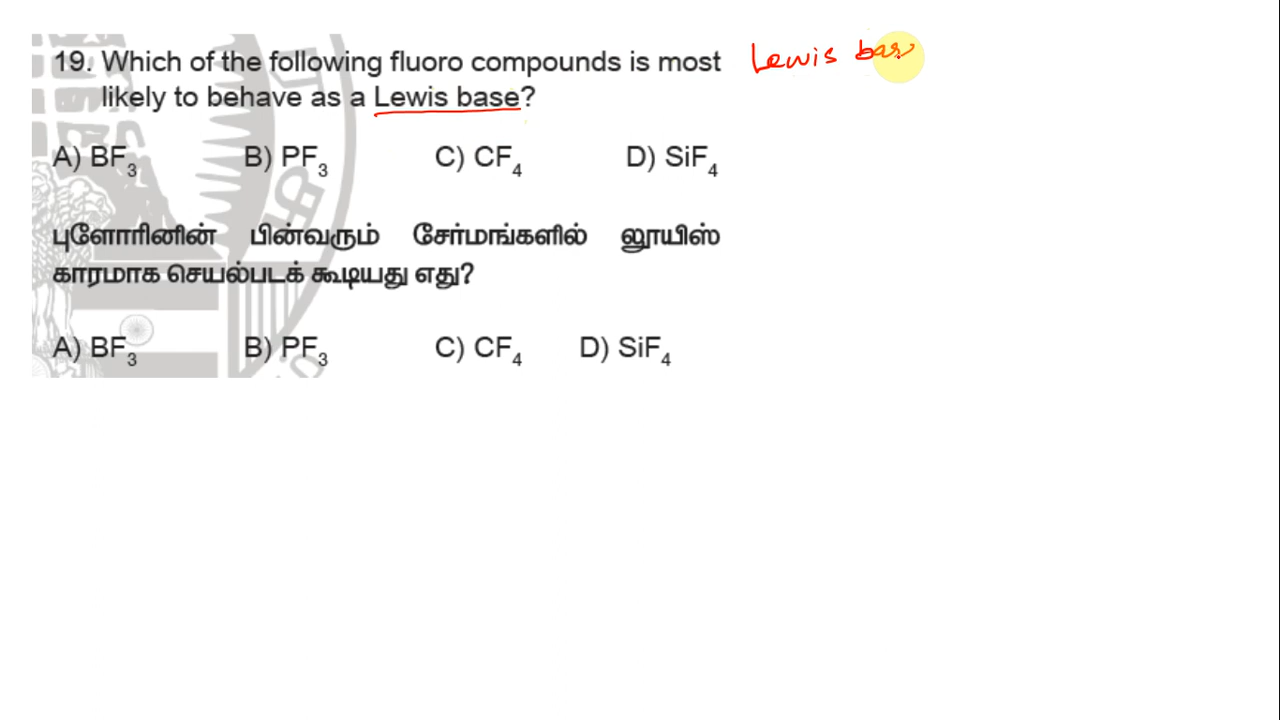 19. Which of the following fluoro compounds is most Lewis bas
likely to behave as a Lewis base?
A) BF3 B) PF3 C) CF4 D) SiF4
புளோரினின் பின்வரும் சேர்மங்களில் லூயிஸ்
காரமாக செயல்படக் கூடியது எது?
A) BF3 B) PF3 C) CF4 D) SiF4